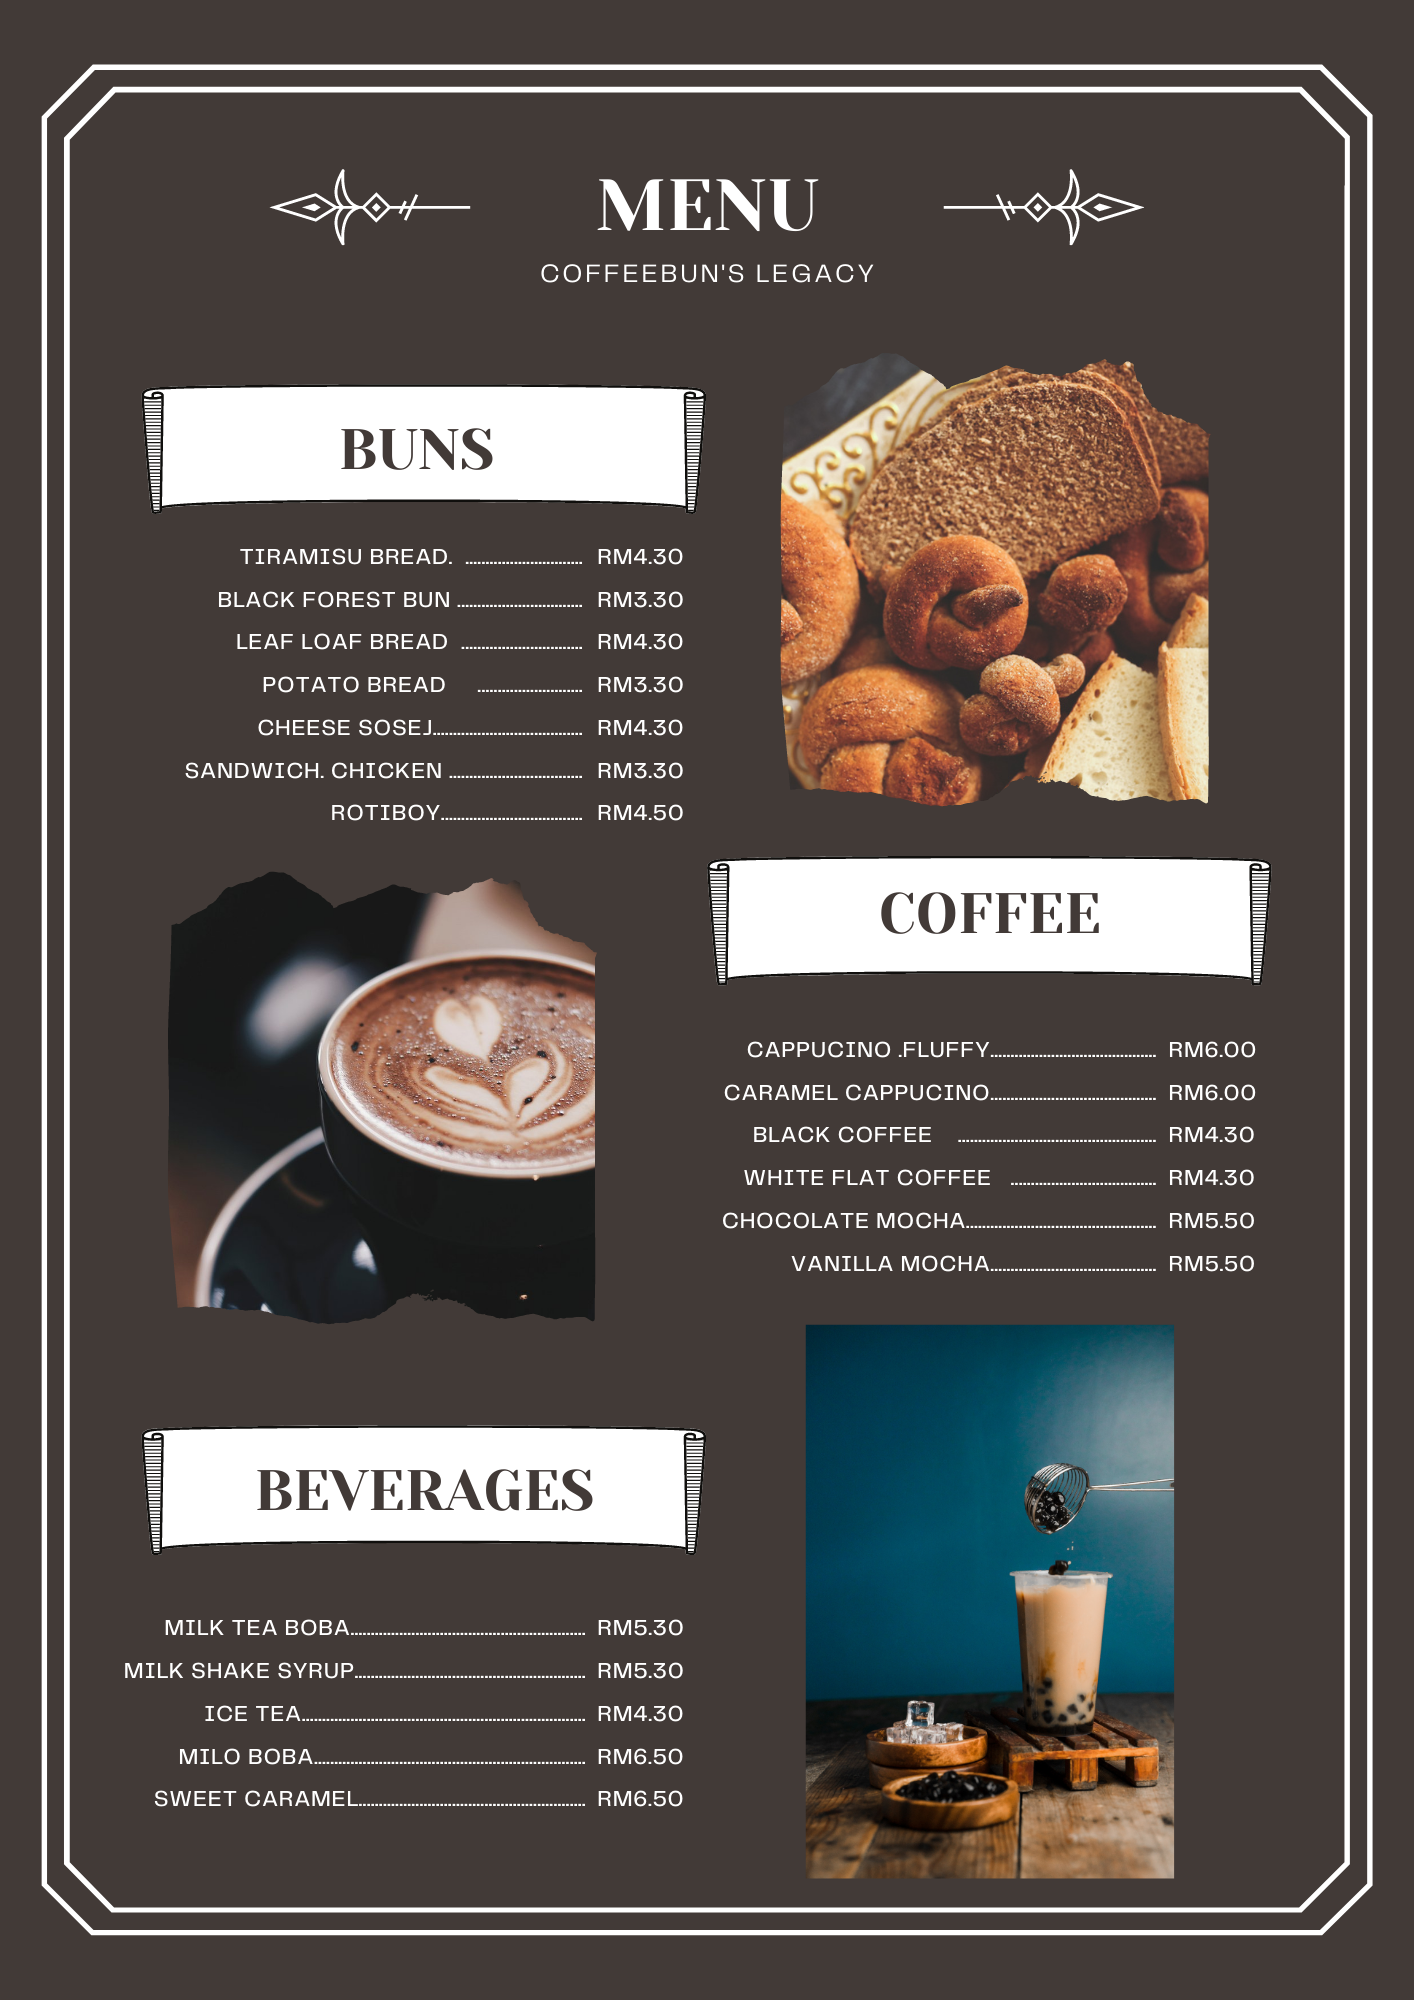 MENU
COFFEEBUN'S LEGACY
BUNS
TIRAMISU BREAD. ............................. RM4.30
BLACK FOREST BUN ............................... RM3.30
LEAF LOAF BREAD .............................. RM4.30
POTATO BREAD .......................... RM3.30
CHEESE SOSEJ..................................... RM4.30
SANDWICH. CHICKEN ................................. RM3.30
ROTIBOY................................... RM4.50
COFFEE
CAPPUCINO .FLUFFY......................................... RM6.00
CARAMEL CAPPUCINO......................................... RM6.00
BLACK COFFEE ................................................. RM4.30
WHITE FLAT COFFEE .................................... RM4.30
CHOCOLATE MOCHA............................................... RM5.50
VANILLA MOCHA......................................... RM5.50
BEVERAGES
MILK TEA BOBA.......................................................... RM5.30
MILK SHAKE SYRUP......................................................... RM5.30
ICE TEA...................................................................... RM4.30
MILO BOBA................................................................... RM6.50
SWEET CARAMEL........................................................ RM6.50